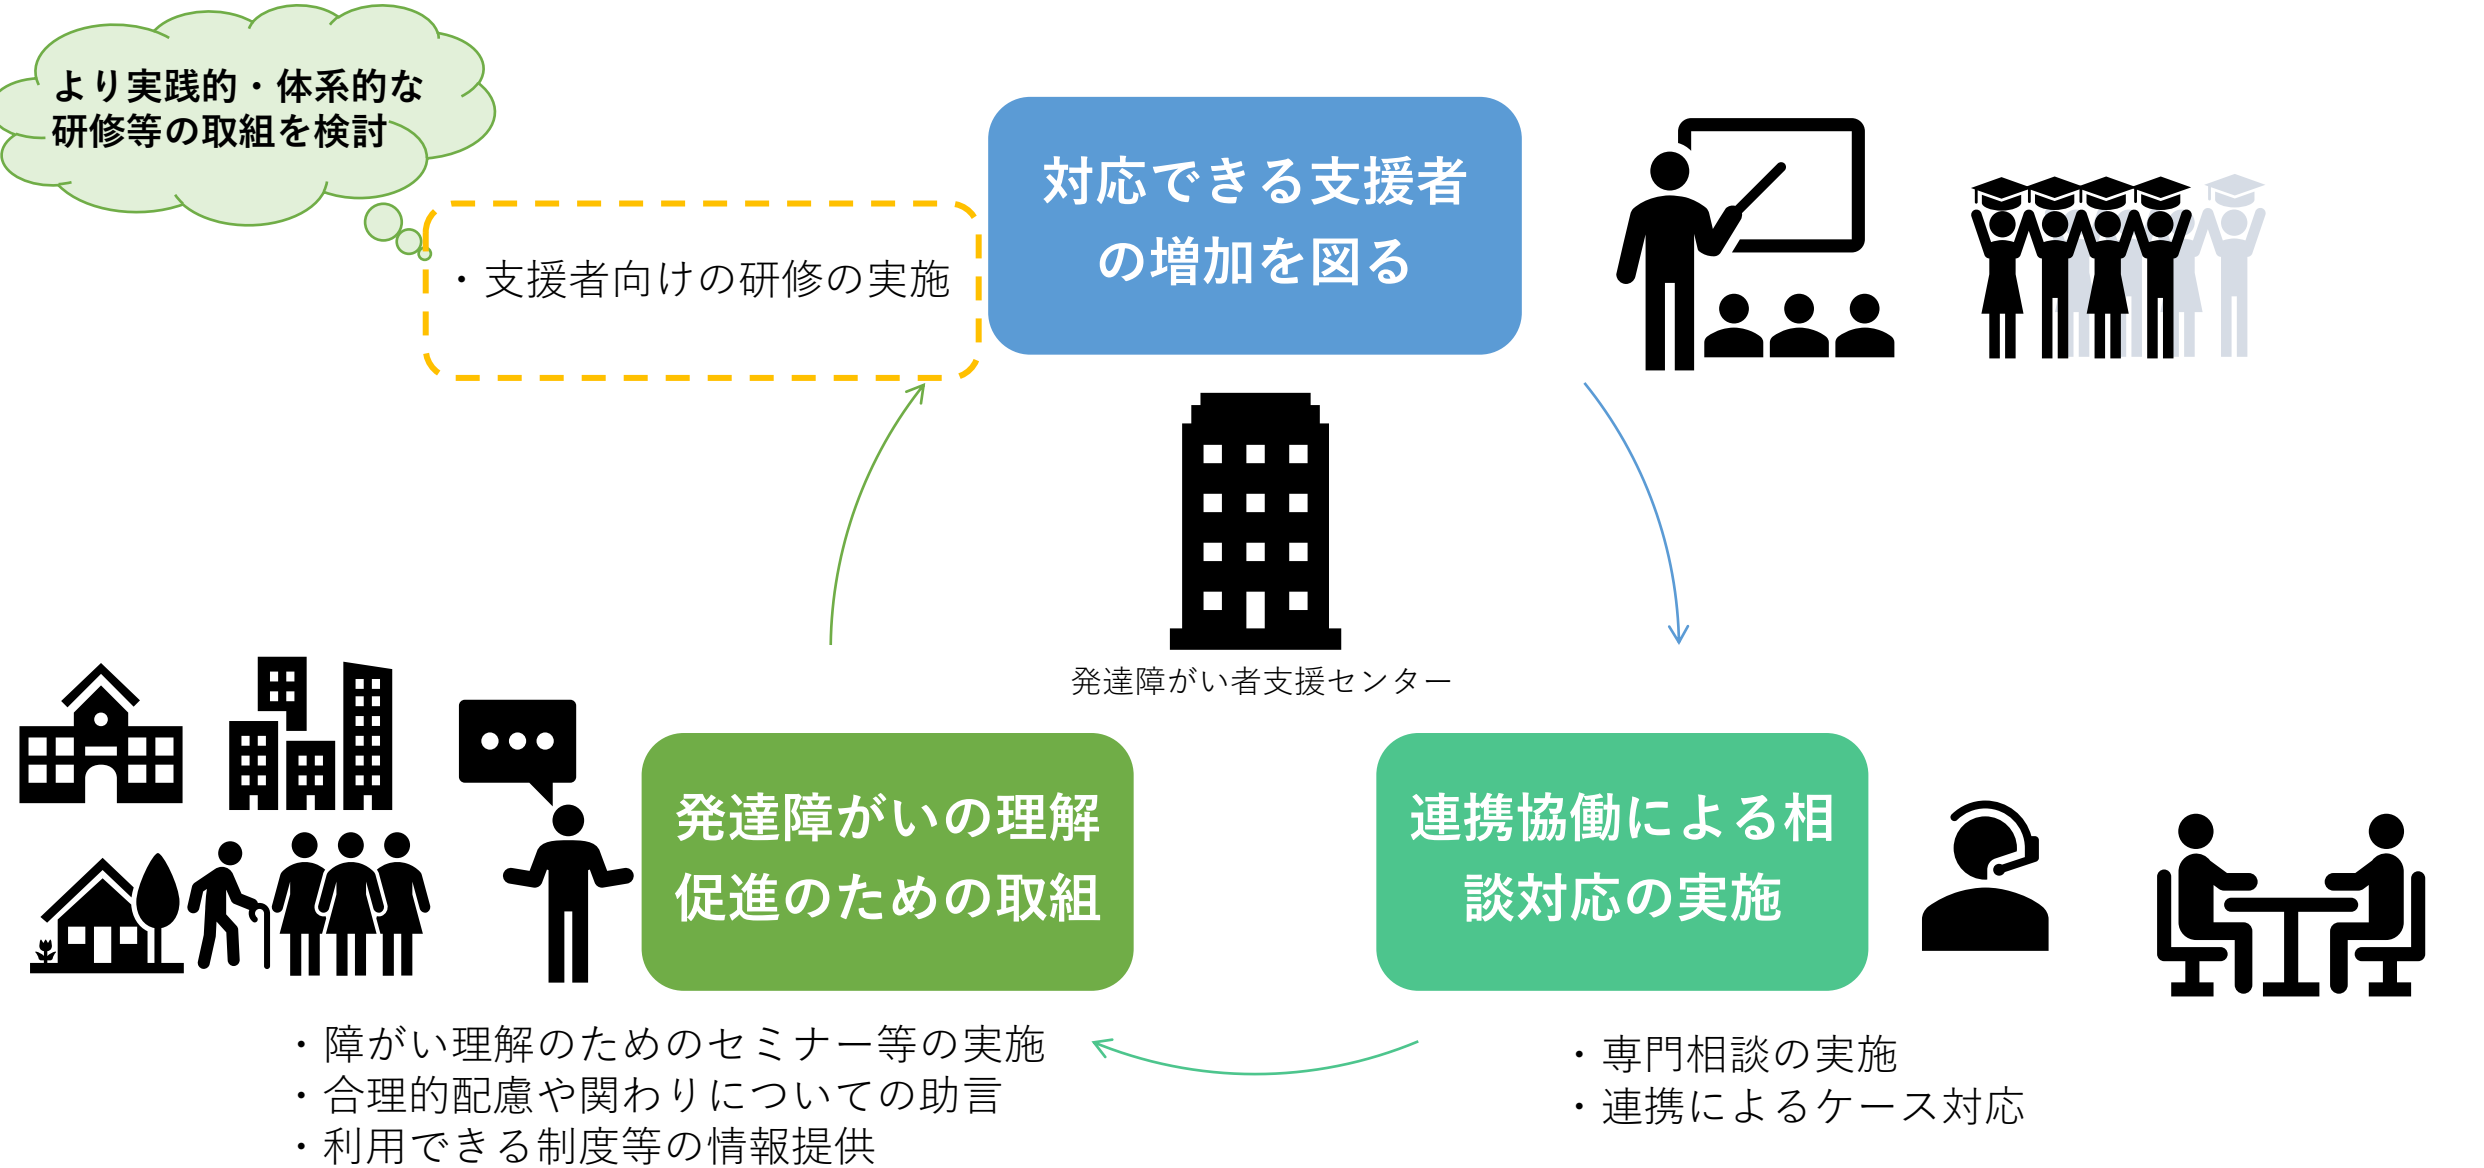 より実践的・体系的な
研修等の取組を検討
・支援者向けの研修の実施
対応できる支援者
の増加を図る
発達障がい者支援センター
発達障がいの理解
促進のための取組
連携協働による相
談対応の実施
・障がい理解のためのセミナー等の実施
・合理的配慮や関わりについての助言
・利用できる制度等の情報提供
・専門相談の実施
・連携によるケース対応